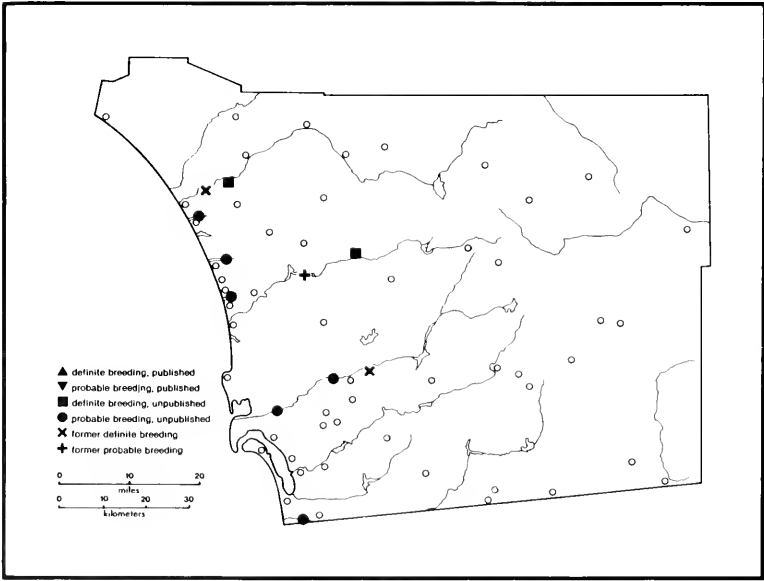 definite breeding, published
probable breeding, published
definite breeding, unpublished
probable breeding, unpublished
former definite breeding
former probable breeding
0 10 20
miles
0 10 20 30
kilometers